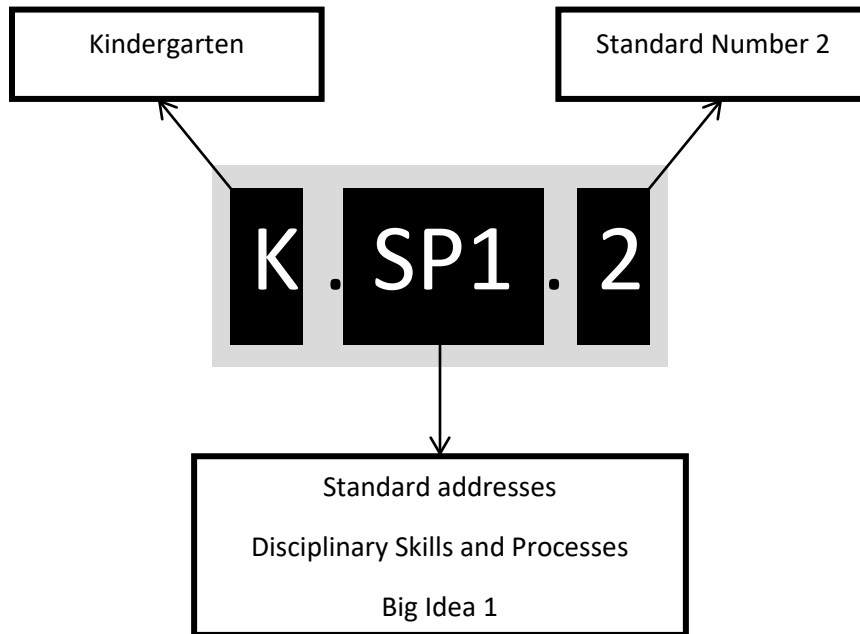 Kindergarten
Standard Number 2
K . SP1 . 2
Standard addresses
Disciplinary Skills and Processes
Big Idea 1